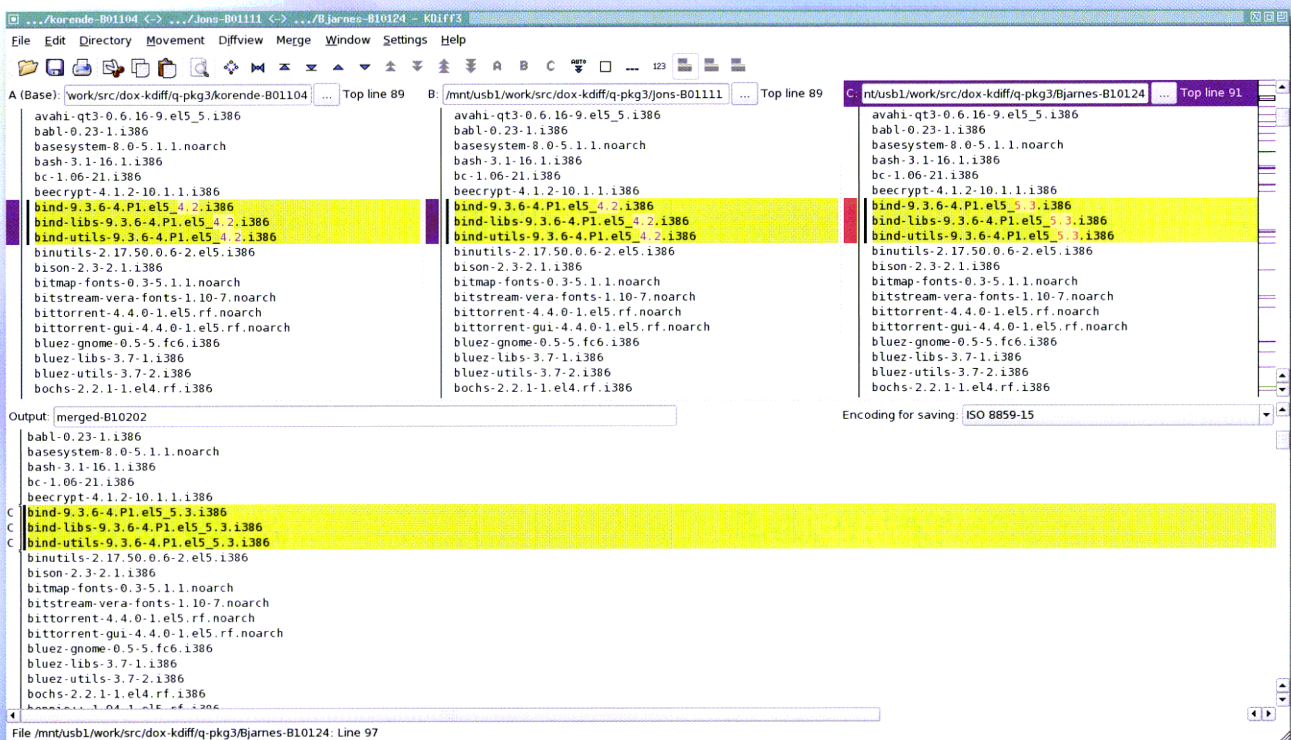 .../korende-B01104 <-> .../Jons-B01111 <-> .../Bjarnes-B10124 - KDiff3
File Edit Directory Movement Diffview Merge Window Settings Help
A B C AUTO 123
A (Base): work/src/dox-kdiff/q-pkg3/korende-B01104 ... Top line 89
avahi-qt3-0.6.16-9.el5_5.i386
babl-0.23-1.i386
basesystem-8.0-5.1.1.noarch
bash-3.1-16.1.i386
bc-1.06-21.i386
beecrypt-4.1.2-10.1.1.i386
bind-9.3.6-4.P1.el5_4.2.i386
bind-libs-9.3.6-4.P1.el5_4.2.i386
bind-utils-9.3.6-4.P1.el5_4.2.i386
binutils-2.17.50.0.6-2.el5.i386
bison-2.3-2.1.i386
bitmap-fonts-0.3-5.1.1.noarch
bitstream-vera-fonts-1.10-7.noarch
bittorrent-4.4.0-1.el5.rf.noarch
bittorrent-gui-4.4.0-1.el5.rf.noarch
bluez-gnome-0.5-5.fc6.i386
bluez-libs-3.7-1.i386
bluez-utils-3.7-2.i386
bochs-2.2.1-1.el4.rf.i386
B: /mnt/usb1/work/src/dox-kdiff/q-pkg3/Jons-B01111 ... Top line 89
avahi-qt3-0.6.16-9.el5_5.i386
babl-0.23-1.i386
basesystem-8.0-5.1.1.noarch
bash-3.1-16.1.i386
bc-1.06-21.i386
beecrypt-4.1.2-10.1.1.i386
bind-9.3.6-4.P1.el5_4.2.i386
bind-libs-9.3.6-4.P1.el5_4.2.i386
bind-utils-9.3.6-4.P1.el5_4.2.i386
binutils-2.17.50.0.6-2.el5.i386
bison-2.3-2.1.i386
bitmap-fonts-0.3-5.1.1.noarch
bitstream-vera-fonts-1.10-7.noarch
bittorrent-4.4.0-1.el5.rf.noarch
bittorrent-gui-4.4.0-1.el5.rf.noarch
bluez-gnome-0.5-5.fc6.i386
bluez-libs-3.7-1.i386
bluez-utils-3.7-2.i386
bochs-2.2.1-1.el4.rf.i386
C: nt/usb1/work/src/dox-kdiff/q-pkg3/Bjarnes-B10124 ... Top line 91
avahi-qt3-0.6.16-9.el5_5.i386
babl-0.23-1.i386
basesystem-8.0-5.1.1.noarch
bash-3.1-16.1.i386
bc-1.06-21.i386
beecrypt-4.1.2-10.1.1.i386
bind-9.3.6-4.P1.el5_5.3.i386
bind-libs-9.3.6-4.P1.el5_5.3.i386
bind-utils-9.3.6-4.P1.el5_5.3.i386
binutils-2.17.50.0.6-2.el5.i386
bison-2.3-2.1.i386
bitmap-fonts-0.3-5.1.1.noarch
bitstream-vera-fonts-1.10-7.noarch
bittorrent-4.4.0-1.el5.rf.noarch
bittorrent-gui-4.4.0-1.el5.rf.noarch
bluez-gnome-0.5-5.fc6.i386
bluez-libs-3.7-1.i386
bluez-utils-3.7-2.i386
bochs-2.2.1-1.el4.rf.i386
Output: merged-B10202 Encoding for saving: ISO 8859-15
babl-0.23-1.i386
basesystem-8.0-5.1.1.noarch
bash-3.1-16.1.i386
bc-1.06-21.i386
beecrypt-4.1.2-10.1.1.i386
C bind-9.3.6-4.P1.el5_5.3.i386
C bind-libs-9.3.6-4.P1.el5_5.3.i386
C bind-utils-9.3.6-4.P1.el5_5.3.i386
binutils-2.17.50.0.6-2.el5.i386
bison-2.3-2.1.i386
bitmap-fonts-0.3-5.1.1.noarch
bitstream-vera-fonts-1.10-7.noarch
bittorrent-4.4.0-1.el5.rf.noarch
bittorrent-gui-4.4.0-1.el5.rf.noarch
bluez-gnome-0.5-5.fc6.i386
bluez-libs-3.7-1.i386
bluez-utils-3.7-2.i386
bochs-2.2.1-1.el4.rf.i386
File /mnt/usb1/work/src/dox-kdiff/q-pkg3/Bjarnes-B10124: Line 97